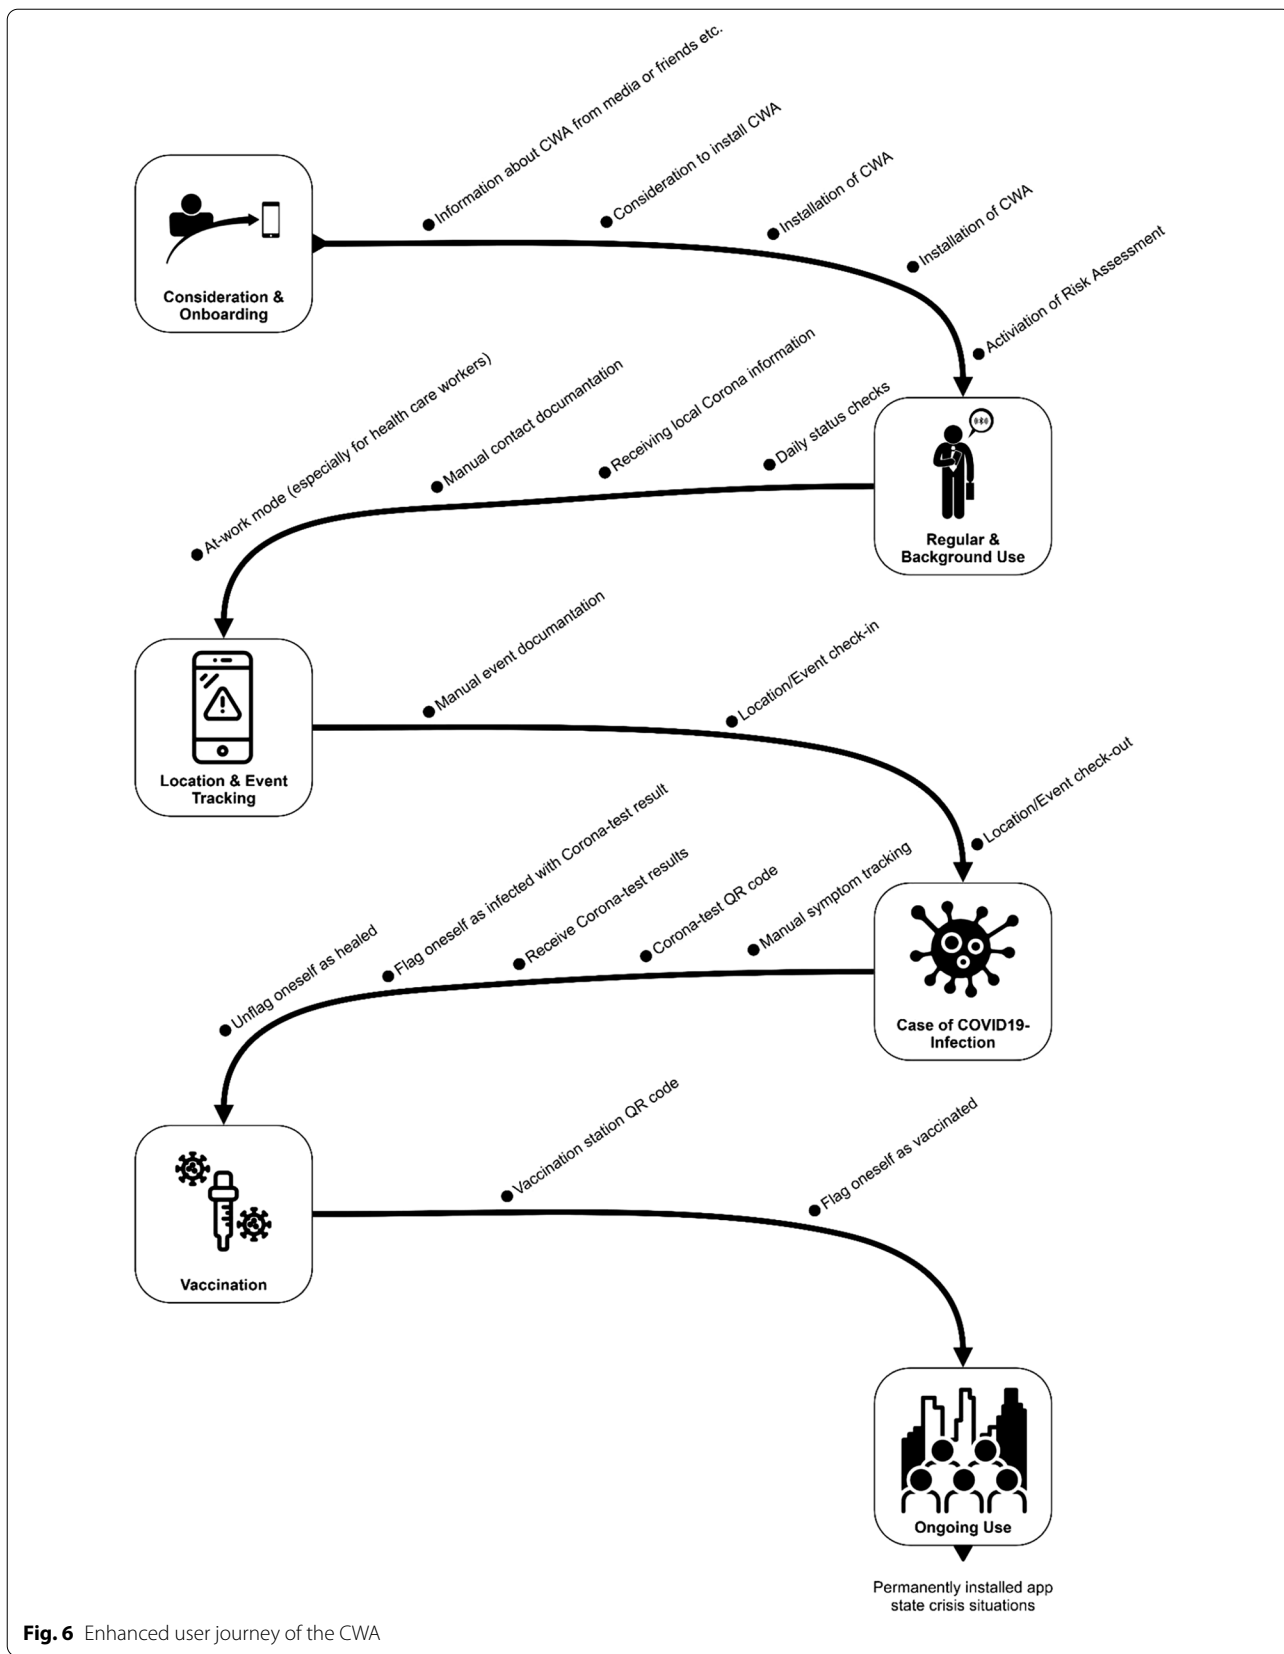 Information about CWA from media or friends etc.
Consideration to install CWA
Installation of CWA
Installation of CWA
Activiation of Risk Assessment
Consideration &
Onboarding
At-work mode (especially for health care workers)
Manual contact documantation
Receiving local Corona information
Daily status checks
Regular &
Background Use
Manual event documantation
Location/Event check-in
Location/Event check-out
Location & Event
Tracking
Unflag oneself as healed
Flag oneself as infected with Corona-test result
Receive Corona-test results
Corona-test QR code
Manual symptom tracking
Case of COVID19-
Infection
Vaccination station QR code
Flag oneself as vaccinated
Vaccination
Ongoing Use
Permanently installed app
state crisis situations
Fig. 6 Enhanced user journey of the CWA